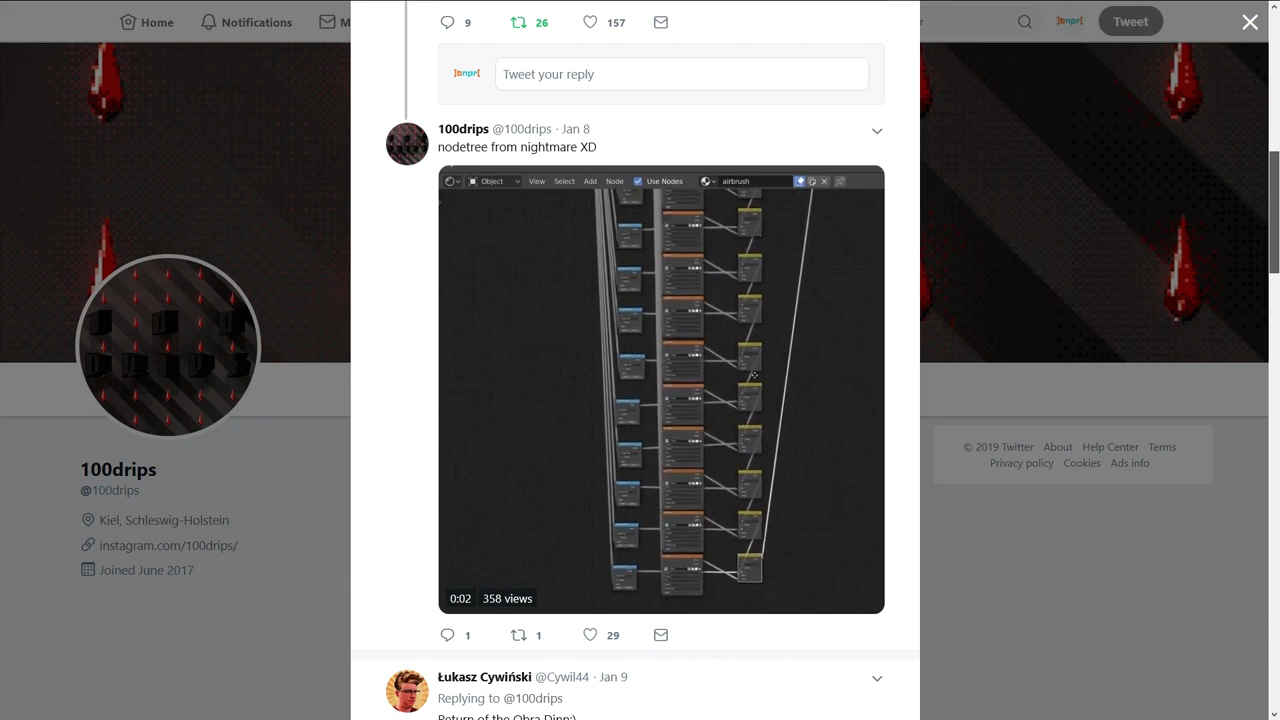 Home
Notifications
M
r
]bnpr[
Tweet
9
26
157
]bnpr[
Tweet your reply
100drips @100drips · Jan 8
nodetree from nightmare XD
Object
View
Select
Add
Node
Use Nodes
airbrush
0:02
358 views
1
1
29
Łukasz Cywiński @Cywil44 · Jan 9
Replying to @100drips
Return of the Obra Dinn:)
100drips
@100drips
Kiel, Schleswig-Holstein
instagram.com/100drips/
Joined June 2017
© 2019 Twitter About Help Center Terms
Privacy policy Cookies Ads info